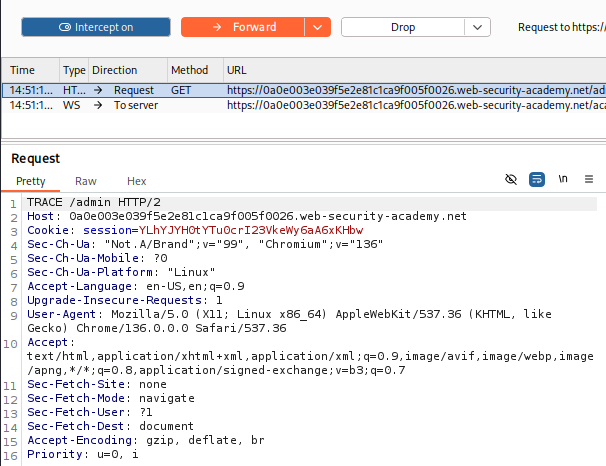 Intercept on
Forward
Drop
Request to https:/
Time Type Direction Method URL
14:51:1... HT... → Request GET https://0a0e003e039f5e2e81c1ca9f005f0026.web-security-academy.net/ad
14:51:1... WS → To server https://0a0e003e039f5e2e81c1ca9f005f0026.web-security-academy.net/aca
Request
Pretty Raw Hex
\n
1 TRACE /admin HTTP/2
2 Host: 0a0e003e039f5e2e81c1ca9f005f0026.web-security-academy.net
3 Cookie: session=YLhYJYH0tYTu0crI23VkeWy6aA6xKHbw
4 Sec-Ch-Ua: "Not.A/Brand";v="99", "Chromium";v="136"
5 Sec-Ch-Ua-Mobile: ?0
6 Sec-Ch-Ua-Platform: "Linux"
7 Accept-Language: en-US,en;q=0.9
8 Upgrade-Insecure-Requests: 1
9 User-Agent: Mozilla/5.0 (X11; Linux x86_64) AppleWebKit/537.36 (KHTML, like
Gecko) Chrome/136.0.0.0 Safari/537.36
10 Accept:
text/html,application/xhtml+xml,application/xml;q=0.9,image/avif,image/webp,image
/apng,*/*;q=0.8,application/signed-exchange;v=b3;q=0.7
11 Sec-Fetch-Site: none
12 Sec-Fetch-Mode: navigate
13 Sec-Fetch-User: ?1
14 Sec-Fetch-Dest: document
15 Accept-Encoding: gzip, deflate, br
16 Priority: u=0, i